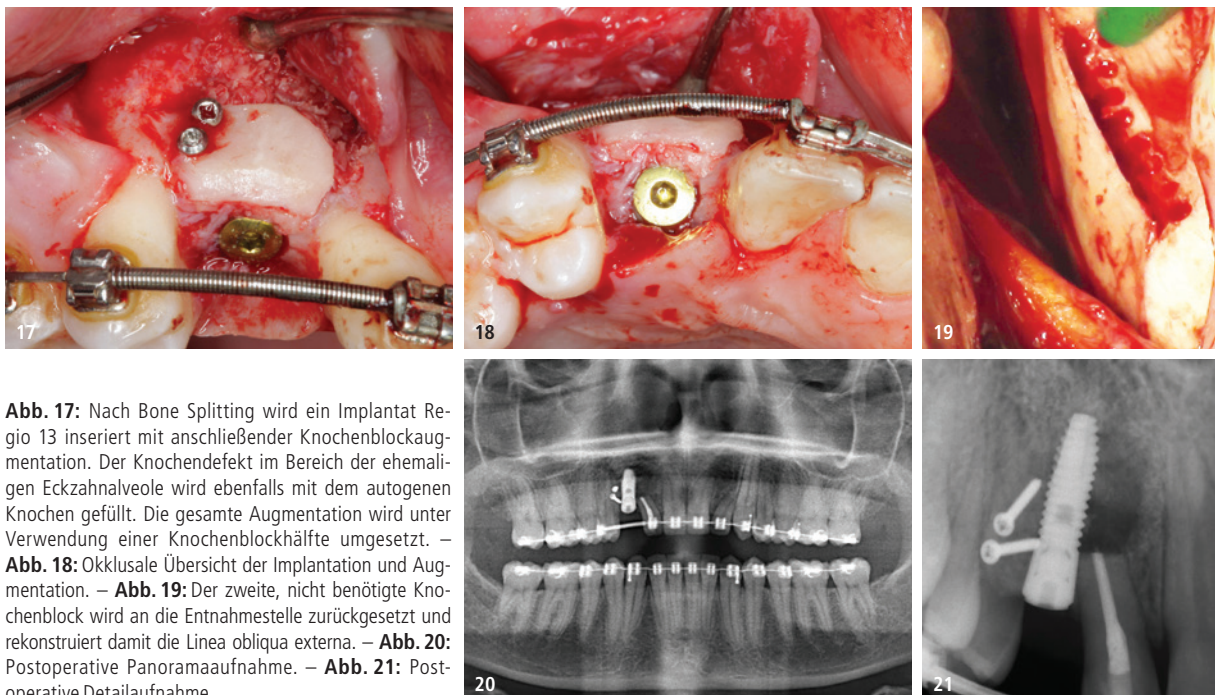 17
18
19
Abb. 17: Nach Bone Splitting wird ein Implantat Re-
gio 13 inseriert mit anschließender Knochenblockaug-
mentation. Der Knochendefekt im Bereich der ehemali-
gen Eckzahnalveole wird ebenfalls mit dem autogenen
Knochen gefüllt. Die gesamte Augmentation wird unter
Verwendung einer Knochenblockhälfte umgesetzt. –
Abb. 18: Okklusale Übersicht der Implantation und Aug-
mentation. – Abb. 19: Der zweite, nicht benötigte Kno-
chenblock wird an die Entnahmestelle zurückgesetzt und
rekonstruiert damit die Linea obliqua externa. – Abb. 20:
Postoperative Panoramaaufnahme. – Abb. 21: Post-
operative Detailaufnahme.
20
21